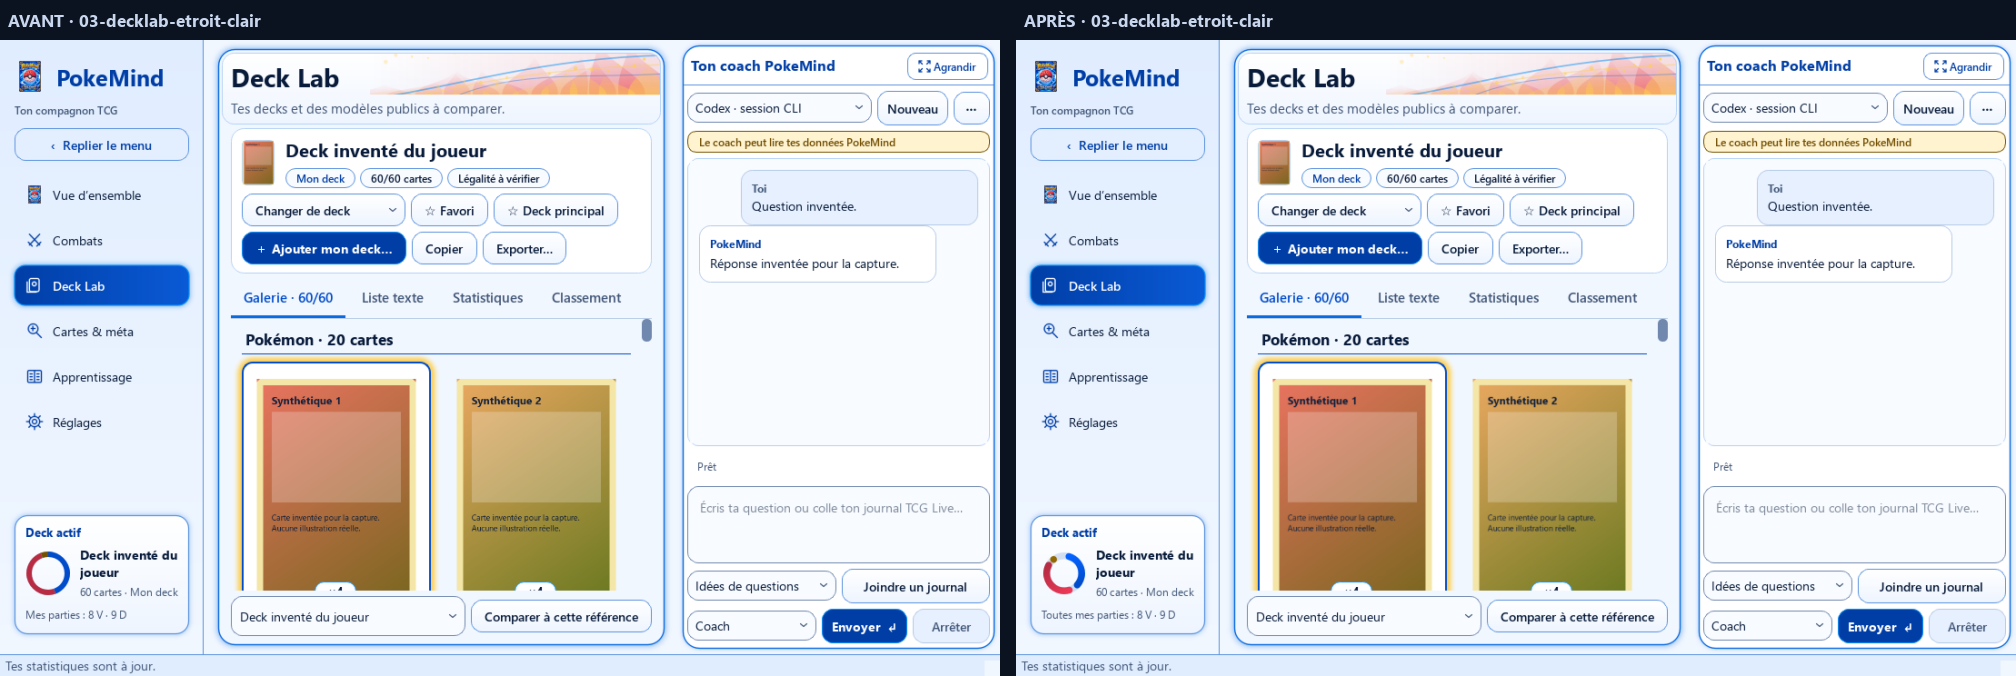 AVANT · 03-decklab-etroit-clair
PokeMind
Ton compagnon TCG
‹ Replier le menu
Vue d'ensemble
Combats
Deck Lab
Cartes & méta
Apprentissage
Réglages
Deck actif
Deck inventé du
joueur
60 cartes · Mon deck
Mes parties : 8 V · 9 D
Deck Lab
Tes decks et des modèles publics à comparer.
Deck inventé du joueur
Mon deck
60/60 cartes
Légalité à vérifier
Changer de deck
☆ Favori
☆ Deck principal
+ Ajouter mon deck...
Copier
Exporter...
Galerie · 60/60
Liste texte
Statistiques
Classement
Pokémon · 20 cartes
Synthétique 1
Carte inventée pour la capture.
Aucune illustration réelle.
Synthétique 2
Carte inventée pour la capture.
Aucune illustration réelle.
Deck inventé du joueur
Comparer à cette référence
Ton coach PokeMind
Agrandir
Codex · session CLI
Nouveau
...
Le coach peut lire tes données PokeMind
Toi
Question inventée.
PokeMind
Réponse inventée pour la capture.
Prêt
Écris ta question ou colle ton journal TCG Live...
Idées de questions
Joindre un journal
Coach
Envoyer ↲
Arrêter
Tes statistiques sont à jour.
APRÈS · 03-decklab-etroit-clair
PokeMind
Ton compagnon TCG
‹ Replier le menu
Vue d'ensemble
Combats
Deck Lab
Cartes & méta
Apprentissage
Réglages
Deck actif
Deck inventé du
joueur
60 cartes · Mon deck
Toutes mes parties : 8 V · 9 D
Deck Lab
Tes decks et des modèles publics à comparer.
Deck inventé du joueur
Mon deck
60/60 cartes
Légalité à vérifier
Changer de deck
☆ Favori
☆ Deck principal
+ Ajouter mon deck...
Copier
Exporter...
Galerie · 60/60
Liste texte
Statistiques
Classement
Pokémon · 20 cartes
Synthétique 1
Carte inventée pour la capture.
Aucune illustration réelle.
Synthétique 2
Carte inventée pour la capture.
Aucune illustration réelle.
Deck inventé du joueur
Comparer à cette référence
Ton coach PokeMind
Agrandir
Codex · session CLI
Nouveau
...
Le coach peut lire tes données PokeMind
Toi
Question inventée.
PokeMind
Réponse inventée pour la capture.
Prêt
Écris ta question ou colle ton journal TCG Live...
Idées de questions
Joindre un journal
Coach
Envoyer ↲
Arrêter
Tes statistiques sont à jour.